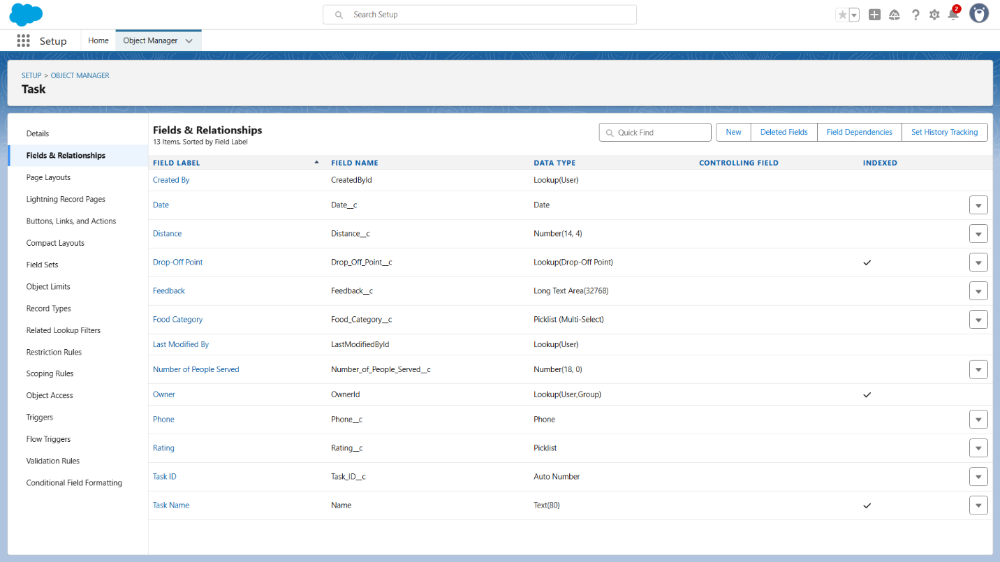 Search Setup
2
Setup
Home
Object Manager
SETUP > OBJECT MANAGER
Task
Details
Fields & Relationships
Page Layouts
Lightning Record Pages
Buttons, Links, and Actions
Compact Layouts
Field Sets
Object Limits
Record Types
Related Lookup Filters
Restriction Rules
Scoping Rules
Object Access
Triggers
Flow Triggers
Validation Rules
Conditional Field Formatting
Fields & Relationships
13 Items, Sorted by Field Label
Quick Find
New
Deleted Fields
Field Dependencies
Set History Tracking
FIELD LABEL FIELD NAME DATA TYPE CONTROLLING FIELD INDEXED
Created By CreatedById Lookup(User)
Date Date__c Date
Distance Distance__c Number(14, 4)
Drop-Off Point Drop_Off_Point__c Lookup(Drop-Off Point)
Feedback Feedback__c Long Text Area(32768)
Food Category Food_Category__c Picklist (Multi-Select)
Last Modified By LastModifiedById Lookup(User)
Number of People Served Number_of_People_Served__c Number(18, 0)
Owner OwnerId Lookup(User,Group)
Phone Phone__c Phone
Rating Rating__c Picklist
Task ID Task_ID__c Auto Number
Task Name Name Text(80)